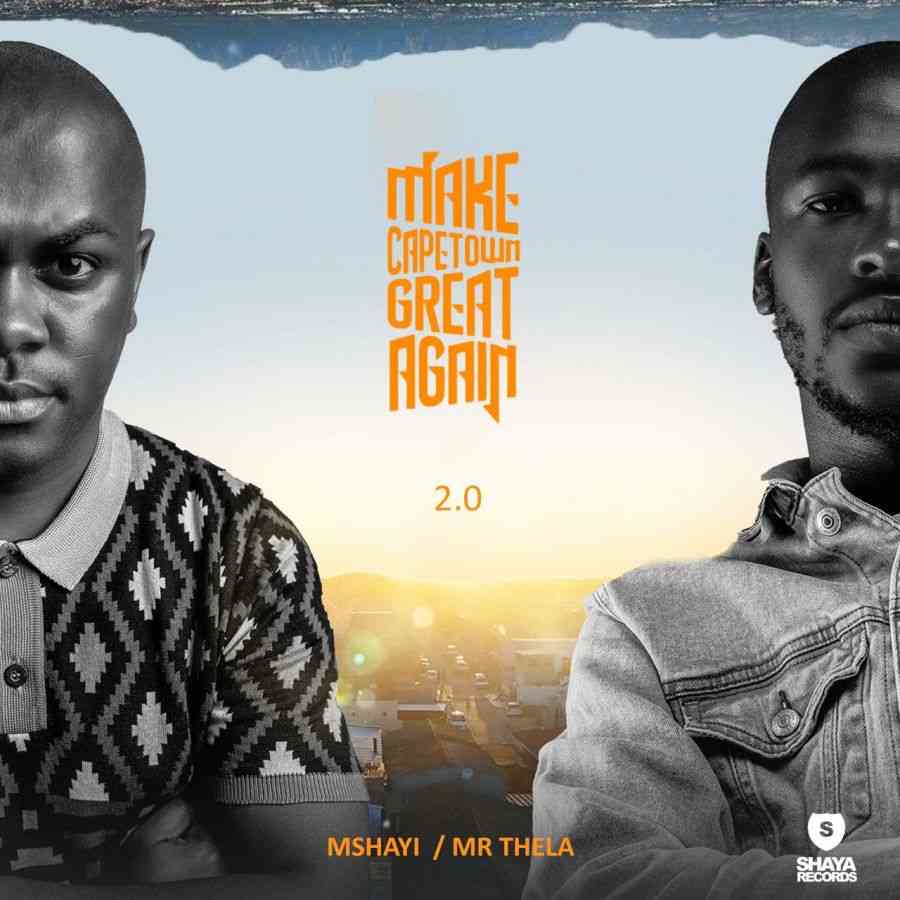 MAKE
CAPETOWN
GREAT
AGAIN
2.0
MSHAYI / MR THELA
S
SHAYA
RECORDS